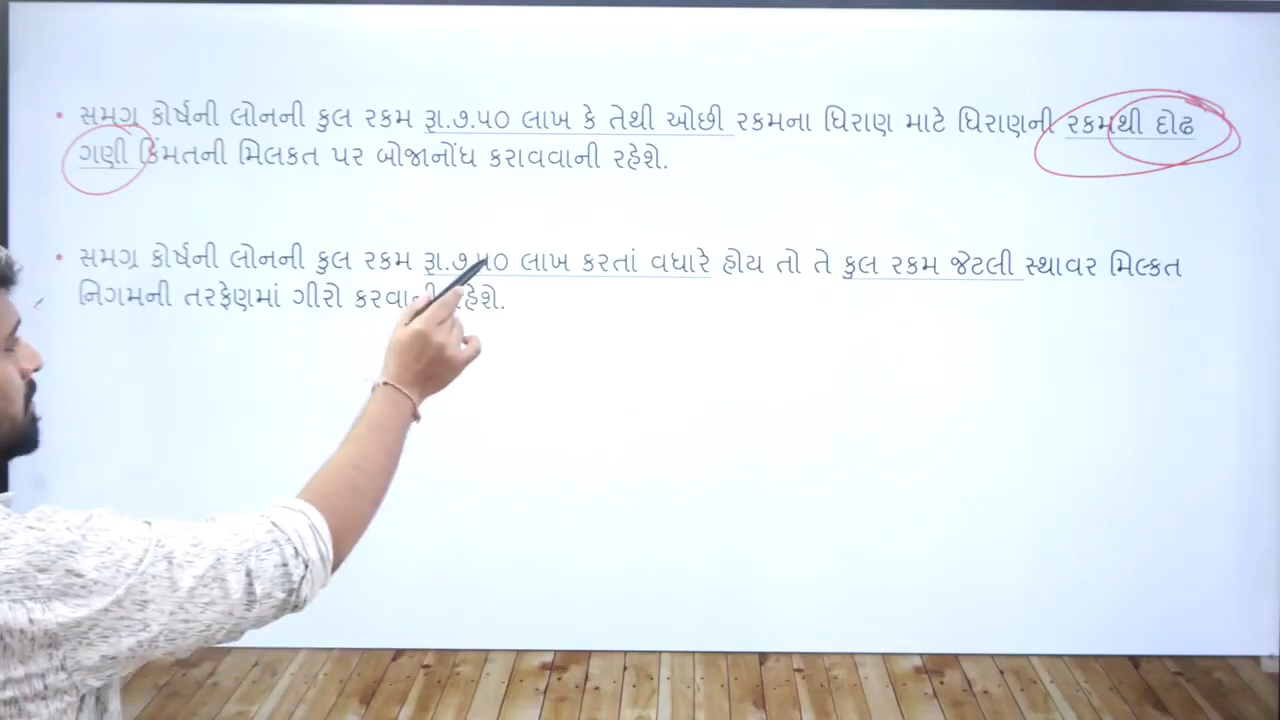 • સમગ્ર કોર્ષની લોનની કુલ રકમ રૂા.૭.૫૦ લાખ કે તેથી ઓછી રકમના ધિરાણ માટે ધિરાણની રકમથી દોઢ
ગણી કિંમતની મિલકત પર બોજાનોંધ કરાવવાની રહેશે.
• સમગ્ર કોર્ષની લોનની કુલ રકમ રૂા.૭.૫૦ લાખ કરતાં વધારે હોય તો તે કુલ રકમ જેટલી સ્થાવર મિલ્કત
નિગમની તરફેણમાં ગીરો કરવાની રહેશે.